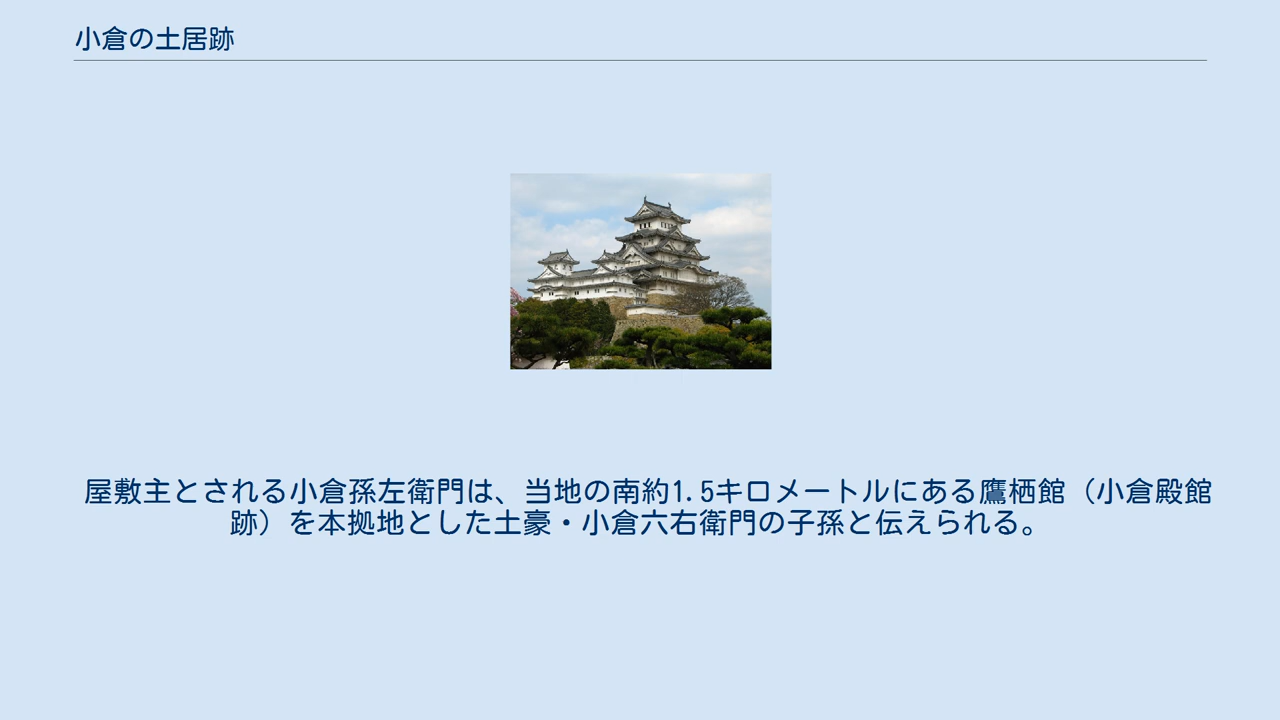 小倉の土居跡
屋敷主とされる小倉孫左衛門は、当地の南約1.5キロメートルにある鷹栖館（小倉殿館
跡）を本拠地とした土豪・小倉六右衛門の子孫と伝えられる。